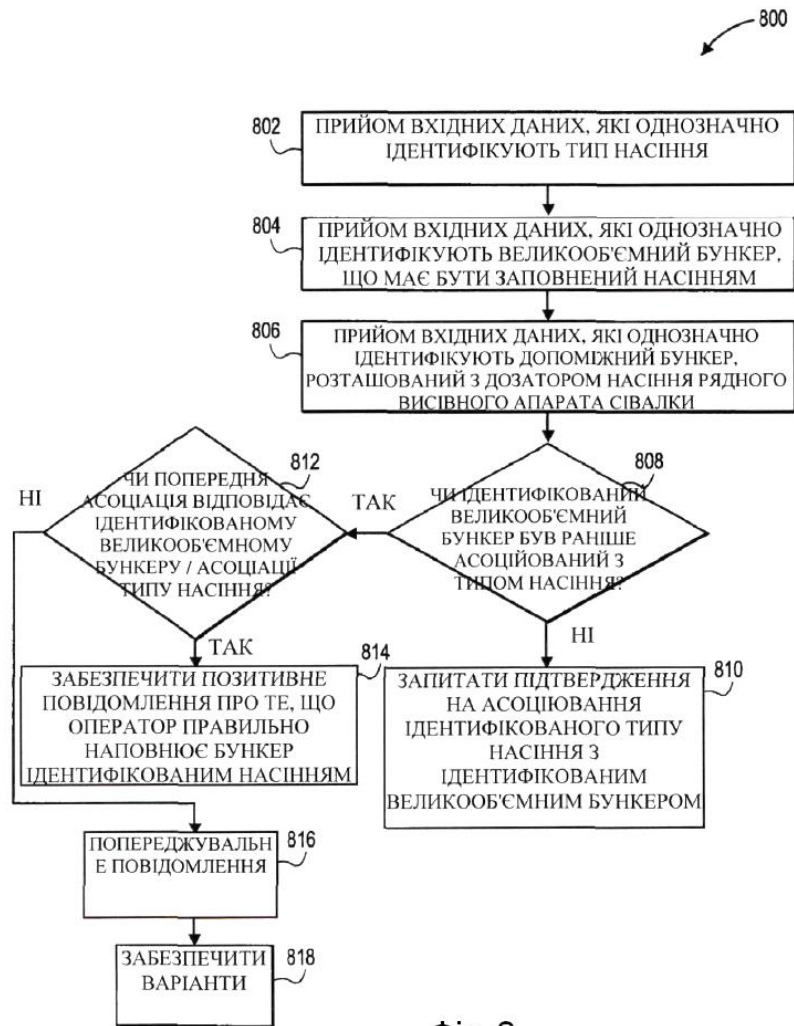 800
802
ПРИЙОМ ВХІДНИХ ДАНИХ, ЯКІ ОДНОЗНАЧНО
ІДЕНТИФІКУЮТЬ ТИП НАСІННЯ
804
ПРИЙОМ ВХІДНИХ ДАНИХ, ЯКІ ОДНОЗНАЧНО
ІДЕНТИФІКУЮТЬ ВЕЛИКООБ'ЄМНИЙ БУНКЕР,
ЩО МАЄ БУТИ ЗАПОВНЕНИЙ НАСІННЯМ
806
ПРИЙОМ ВХІДНИХ ДАНИХ, ЯКІ ОДНОЗНАЧНО
ІДЕНТИФІКУЮТЬ ДОПОМІЖНИЙ БУНКЕР,
РОЗТАШОВАНИЙ З ДОЗАТОРОМ НАСІННЯ РЯДНОГО
ВИСІВНОГО АПАРАТА СІВАЛКИ
808
ЧИ ІДЕНТИФІКОВАНИЙ
ВЕЛИКООБ'ЄМНИЙ
БУНКЕР БУВ РАНІШЕ
АСОЦІЙОВАНИЙ З
ТИПОМ НАСІННЯ?
ТАК
НІ
812
ЧИ ПОПЕРЕДНЯ
АСОЦІАЦІЯ ВІДПОВІДАЄ
ІДЕНТИФІКОВАНОМУ
ВЕЛИКООБ'ЄМНОМУ
БУНКЕРУ / АСОЦІАЦІЇ
ТИПУ НАСІННЯ?
НІ
ТАК
814
ЗАБЕЗПЕЧИТИ ПОЗИТИВНЕ
ПОВІДОМЛЕННЯ ПРО ТЕ, ЩО
ОПЕРАТОР ПРАВИЛЬНО
НАПОВНЮЄ БУНКЕР
ІДЕНТИФІКОВАНИМ НАСІННЯМ
810
ЗАПИТАТИ ПІДТВЕРДЖЕННЯ
НА АСОЦІЮВАННЯ
ІДЕНТИФІКОВАНОГО ТИПУ
НАСІННЯ З
ІДЕНТИФІКОВАНИМ
ВЕЛИКООБ'ЄМНИМ БУНКЕРОМ
816
ПОПЕРЕДЖУВАЛЬН
Е ПОВІДОМЛЕННЯ
818
ЗАБЕЗПЕЧИТИ
ВАРІАНТИ